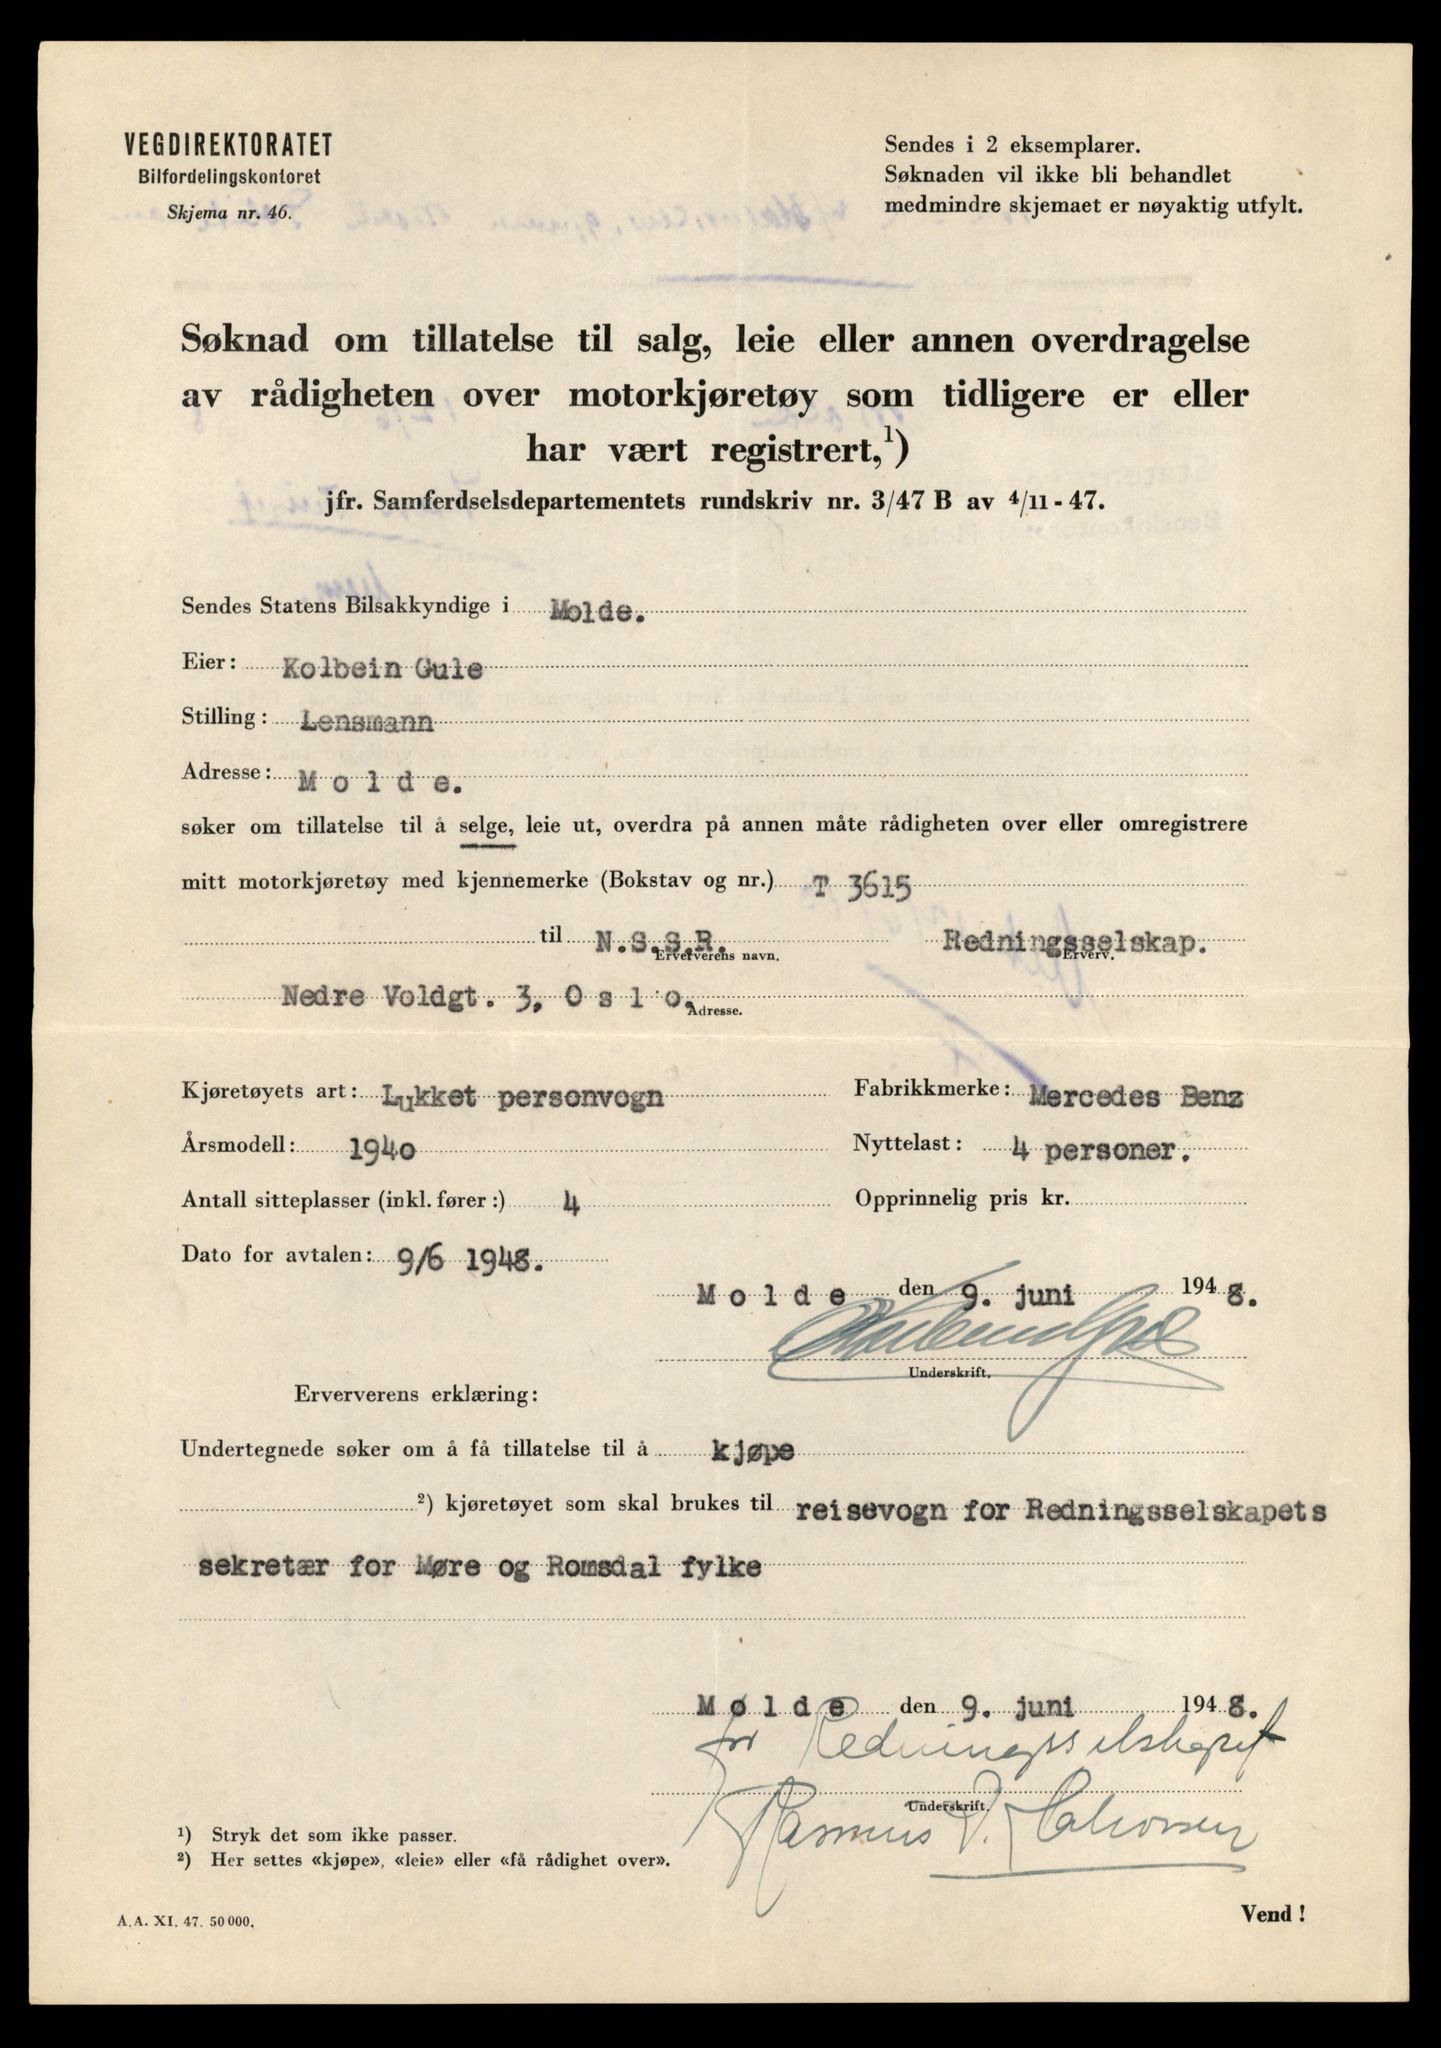 VEGDIREKTORATET
Bilfordelingskontoret
Skjema nr. 46.
Sendes i 2 eksemplarer.
Søknaden vil ikke bli behandlet
medmindre skjemaet er nøyaktig utfylt.
Søknad om tillatelse til salg, leie eller annen overdragelse
av rådigheten over motorkjøretøy som tidligere er eller
har vært registrert,¹)
jfr. Samferdselsdepartementets rundskriv nr. 3/47 B av 4/11 - 47.
Sendes Statens Bilsakkyndige i Molde.
Eier: Kolbein Gule
Stilling: Lensmann
Adresse: Molde.
søker om tillatelse til å selge, leie ut, overdra på annen måte rådigheten over eller omregistrere
mitt motorkjøretøy med kjennemerke (Bokstav og nr.) T 3615
til N.S.S.R. Redningsselskap.
Erververens navn. Erverv.
Nedre Voldgt. 3, Oslo.
Adresse.
Kjøretøyets art: Lukket personvogn Fabrikkmerke: Mercedes Benz
Årsmodell: 1940 Nyttelast: 4 personer.
Antall sitteplasser (inkl. fører:) 4 Opprinnelig pris kr.
Dato for avtalen: 9/6 1948.
Molde den 9. juni 1948.
Underskrift.
Erververens erklæring:
Undertegnede søker om å få tillatelse til å kjøpe
²) kjøretøyet som skal brukes til reisevogn for Redningsselskapets
sekretær for Møre og Romsdal fylke
Mølde den 9. juni 1948.
for Redningsselskapet
Underskrift.
Rasmus
¹) Stryk det som ikke passer.
²) Her settes «kjøpe», «leie» eller «få rådighet over».
A.A. XI. 47. 50 000.
Vend !